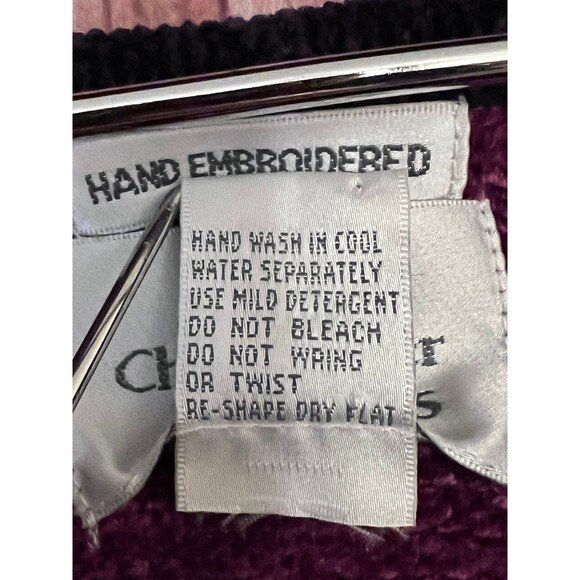 HAND EMBROIDERED
HAND WASH IN COOL
WATER SEPARATELY
USE MILD DETERGENT
DO NOT BLEACH
DO NOT WRING
OR TWIST
RE-SHAPE DRY FLAT